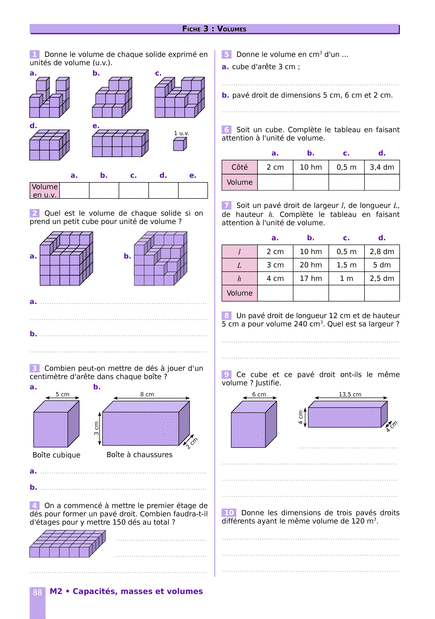 FICHE 3 : VOLUMES
1 Donne le volume de chaque solide exprimé en
unités de volume (u.v.).
a. b. c.
d. e. 1 u.v.
a. b. c. d. e.
Volume
en u.v.
2 Quel est le volume de chaque solide si on
prend un petit cube pour unité de volume ?
a. b.
a.
b.
3 Combien peut-on mettre de dés à jouer d'un
centimètre d'arête dans chaque boîte ?
a. b.
5 cm 8 cm
3 cm
2 cm
Boîte cubique Boîte à chaussures
a.
b.
4 On a commencé à mettre le premier étage de
dés pour former un pavé droit. Combien faudra-t-il
d'étages pour y mettre 150 dés au total ?
5 Donne le volume en cm³ d'un ...
a. cube d'arête 3 cm ;
b. pavé droit de dimensions 5 cm, 6 cm et 2 cm.
6 Soit un cube. Complète le tableau en faisant
attention à l'unité de volume.
a. b. c. d.
Côté 2 cm 10 hm 0,5 m 3,4 dm
Volume
7 Soit un pavé droit de largeur l, de longueur L,
de hauteur h. Complète le tableau en faisant
attention à l'unité de volume.
a. b. c. d.
l 2 cm 10 hm 0,5 m 2,8 dm
L 3 cm 20 hm 1,5 m 5 dm
h 4 cm 17 hm 1 m 2,5 dm
Volume
8 Un pavé droit de longueur 12 cm et de hauteur
5 cm a pour volume 240 cm³. Quel est sa largeur ?
9 Ce cube et ce pavé droit ont-ils le même
volume ? Justifie.
6 cm 13,5 cm
4 cm
4 cm
10 Donne les dimensions de trois pavés droits
différents ayant le même volume de 120 m³.
88 M2 • Capacités, masses et volumes